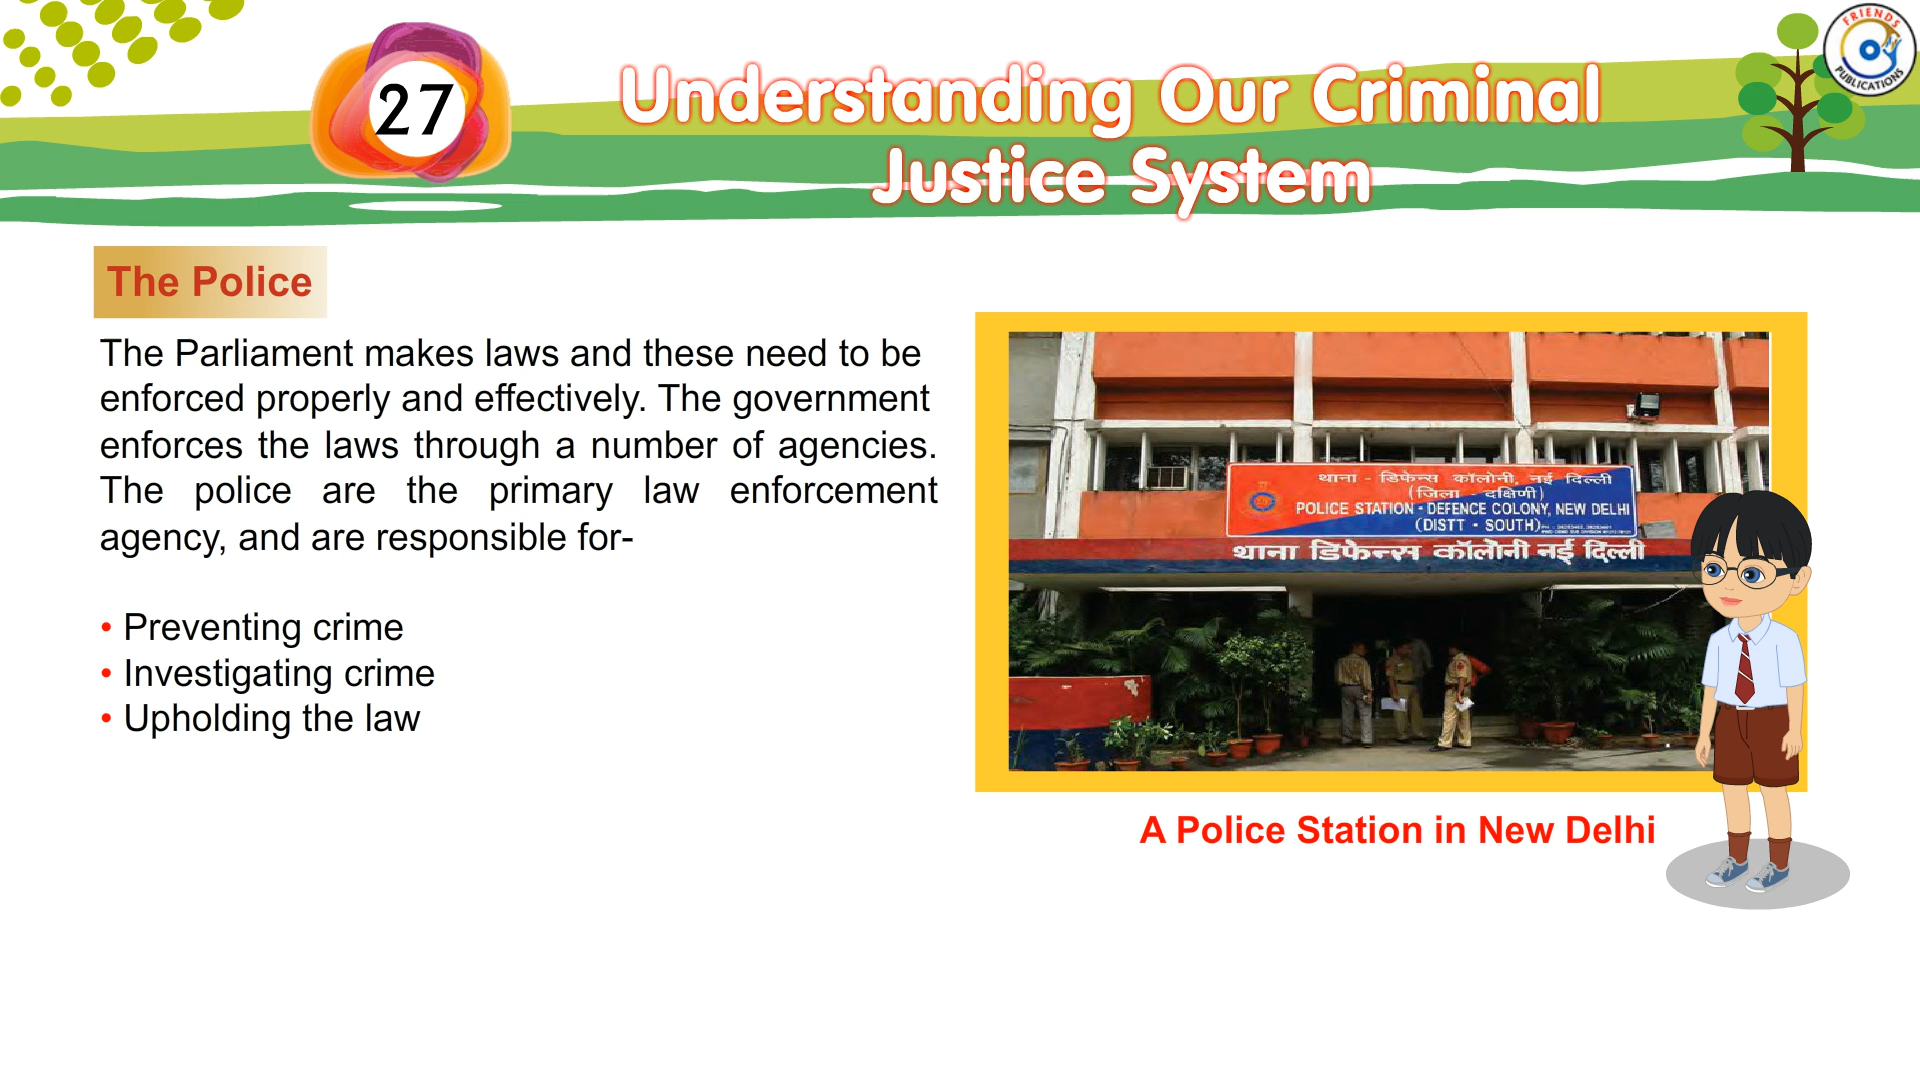 FRIENDS
PUBLICATIONS
27
Understanding Our Criminal
Justice System
The Police
The Parliament makes laws and these need to be
enforced properly and effectively. The government
enforces the laws through a number of agencies.
The police are the primary law enforcement
agency, and are responsible for-
• Preventing crime
• Investigating crime
• Upholding the law
थाना - डिफेन्स कॉलोनी, नई दिल्ली
(जिला - दक्षिणी)
POLICE STATION - DEFENCE COLONY, NEW DELHI
(DISTT - SOUTH)
थाना डिफेन्स कॉलोनी नई दिल्ली
A Police Station in New Delhi